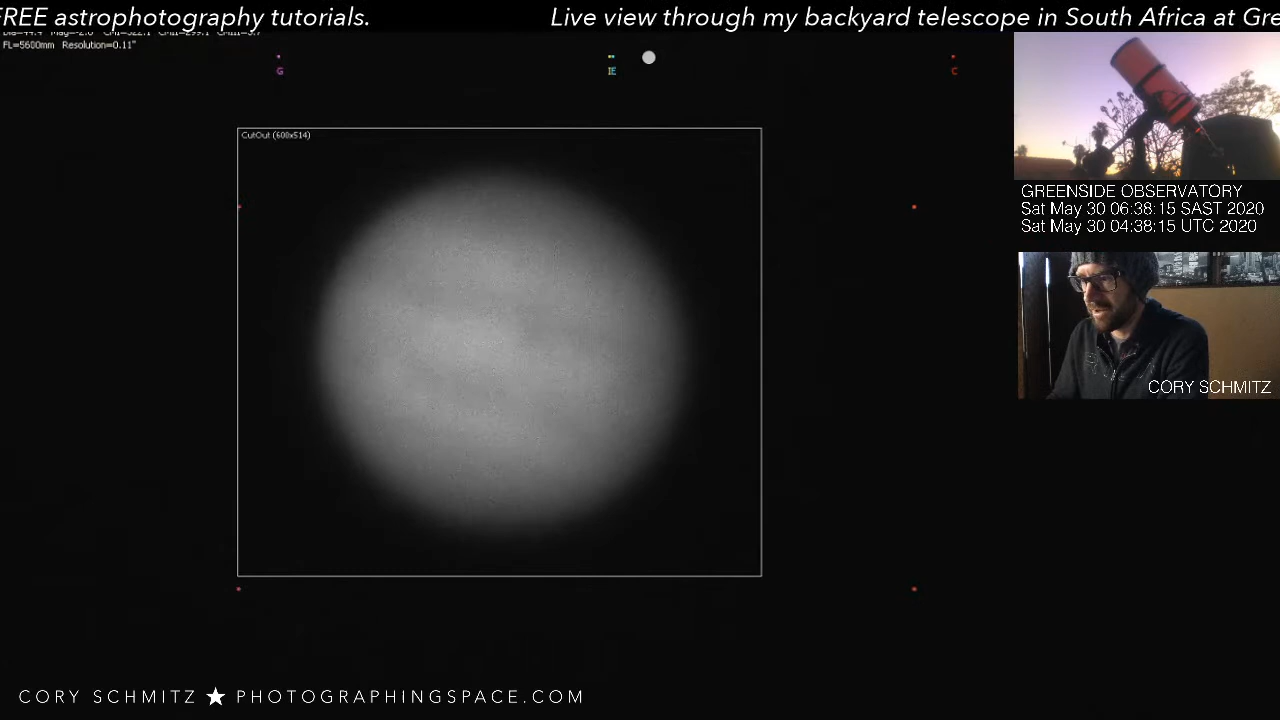 FREE astrophotography tutorials. Live view through my backyard telescope in South Africa at Gre
FL=5600mm Resolution=0.11"
G
IE
C
CutOut (600x514)
GREENSIDE OBSERVATORY
Sat May 30 06:38:15 SAST 2020
Sat May 30 04:38:15 UTC 2020
CORY SCHMITZ
CORY SCHMITZ ★ PHOTOGRAPHINGSPACE.COM